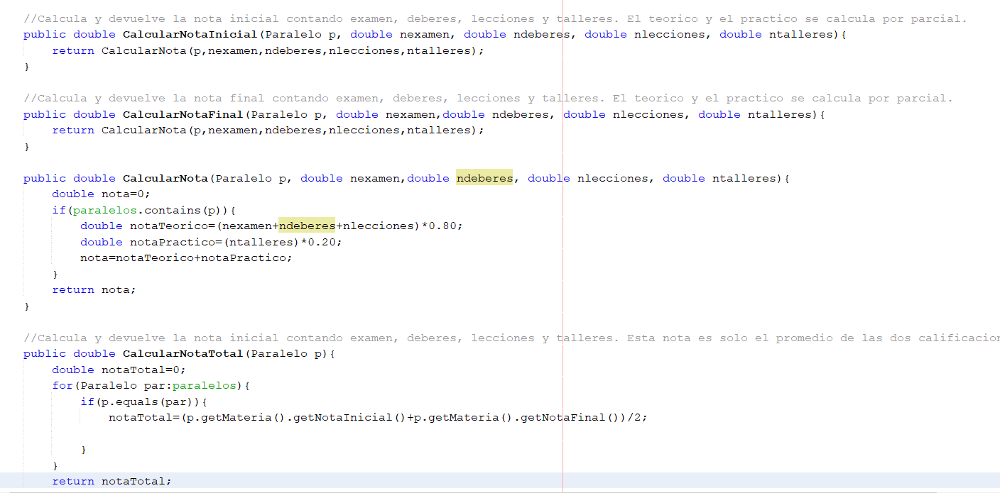 //Calcula y devuelve la nota inicial contando examen, deberes, lecciones y talleres. El teorico y el practico se calcula por parcial.
public double CalcularNotaInicial(Paralelo p, double nexamen, double ndeberes, double nlecciones, double ntalleres){
return CalcularNota(p,nexamen,ndeberes,nlecciones,ntalleres);
}
//Calcula y devuelve la nota final contando examen, deberes, lecciones y talleres. El teorico y el practico se calcula por parcial.
public double CalcularNotaFinal(Paralelo p, double nexamen,double ndeberes, double nlecciones, double ntalleres){
return CalcularNota(p,nexamen,ndeberes,nlecciones,ntalleres);
}
public double CalcularNota(Paralelo p, double nexamen,double ndeberes, double nlecciones, double ntalleres){
double nota=0;
if(paralelos.contains(p)){
double notaTeorico=(nexamen+ndeberes+nlecciones)*0.80;
double notaPractico=(ntalleres)*0.20;
nota=notaTeorico+notaPractico;
}
return nota;
}
//Calcula y devuelve la nota inicial contando examen, deberes, lecciones y talleres. Esta nota es solo el promedio de las dos calificacion
public double CalcularNotaTotal(Paralelo p){
double notaTotal=0;
for(Paralelo par:paralelos){
if(p.equals(par)){
notaTotal=(p.getMateria().getNotaInicial()+p.getMateria().getNotaFinal())/2;
}
}
return notaTotal;